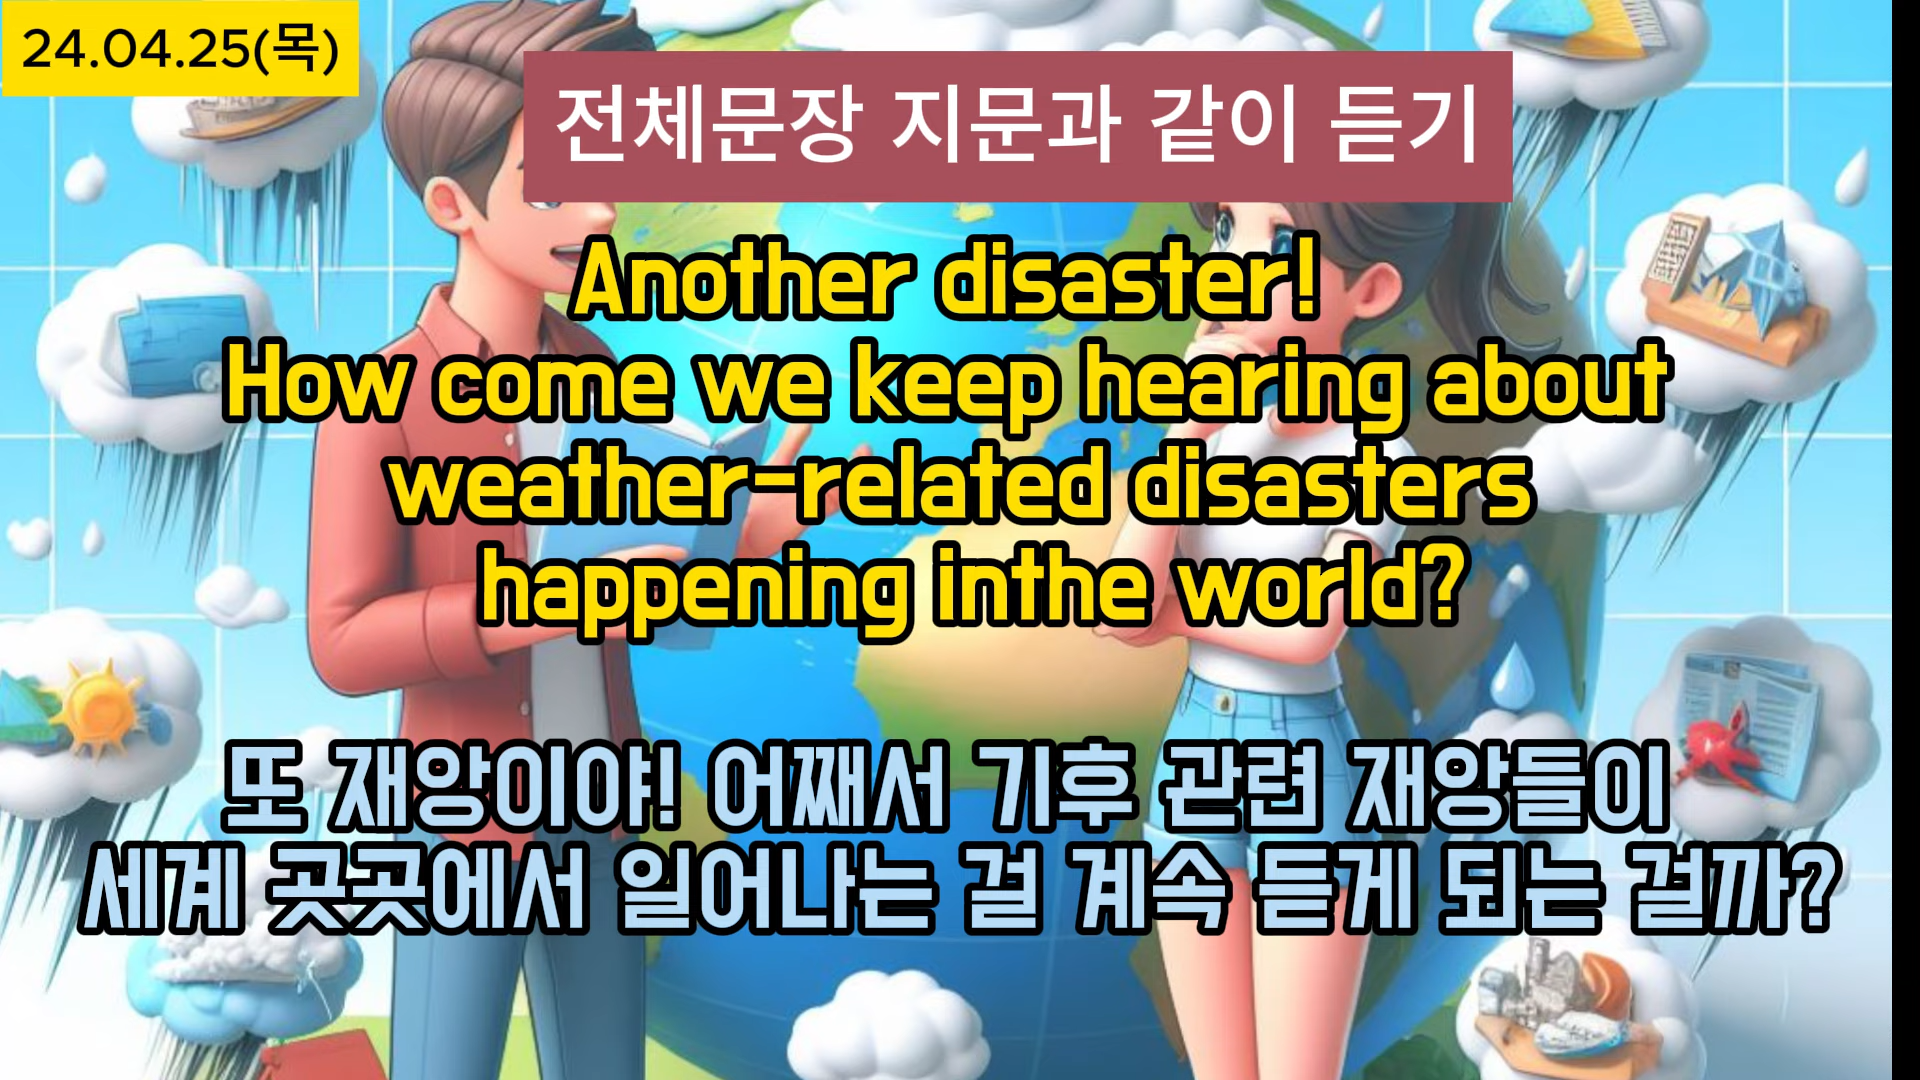 24.04.25(목)
전체문장 지문과 같이 듣기
Another disaster!
How come we keep hearing about
weather-related disasters
happening inthe world?
또 재앙이야! 어째서 기후 관련 재앙들이
세계 곳곳에서 일어나는 걸 계속 듣게 되는 걸까?